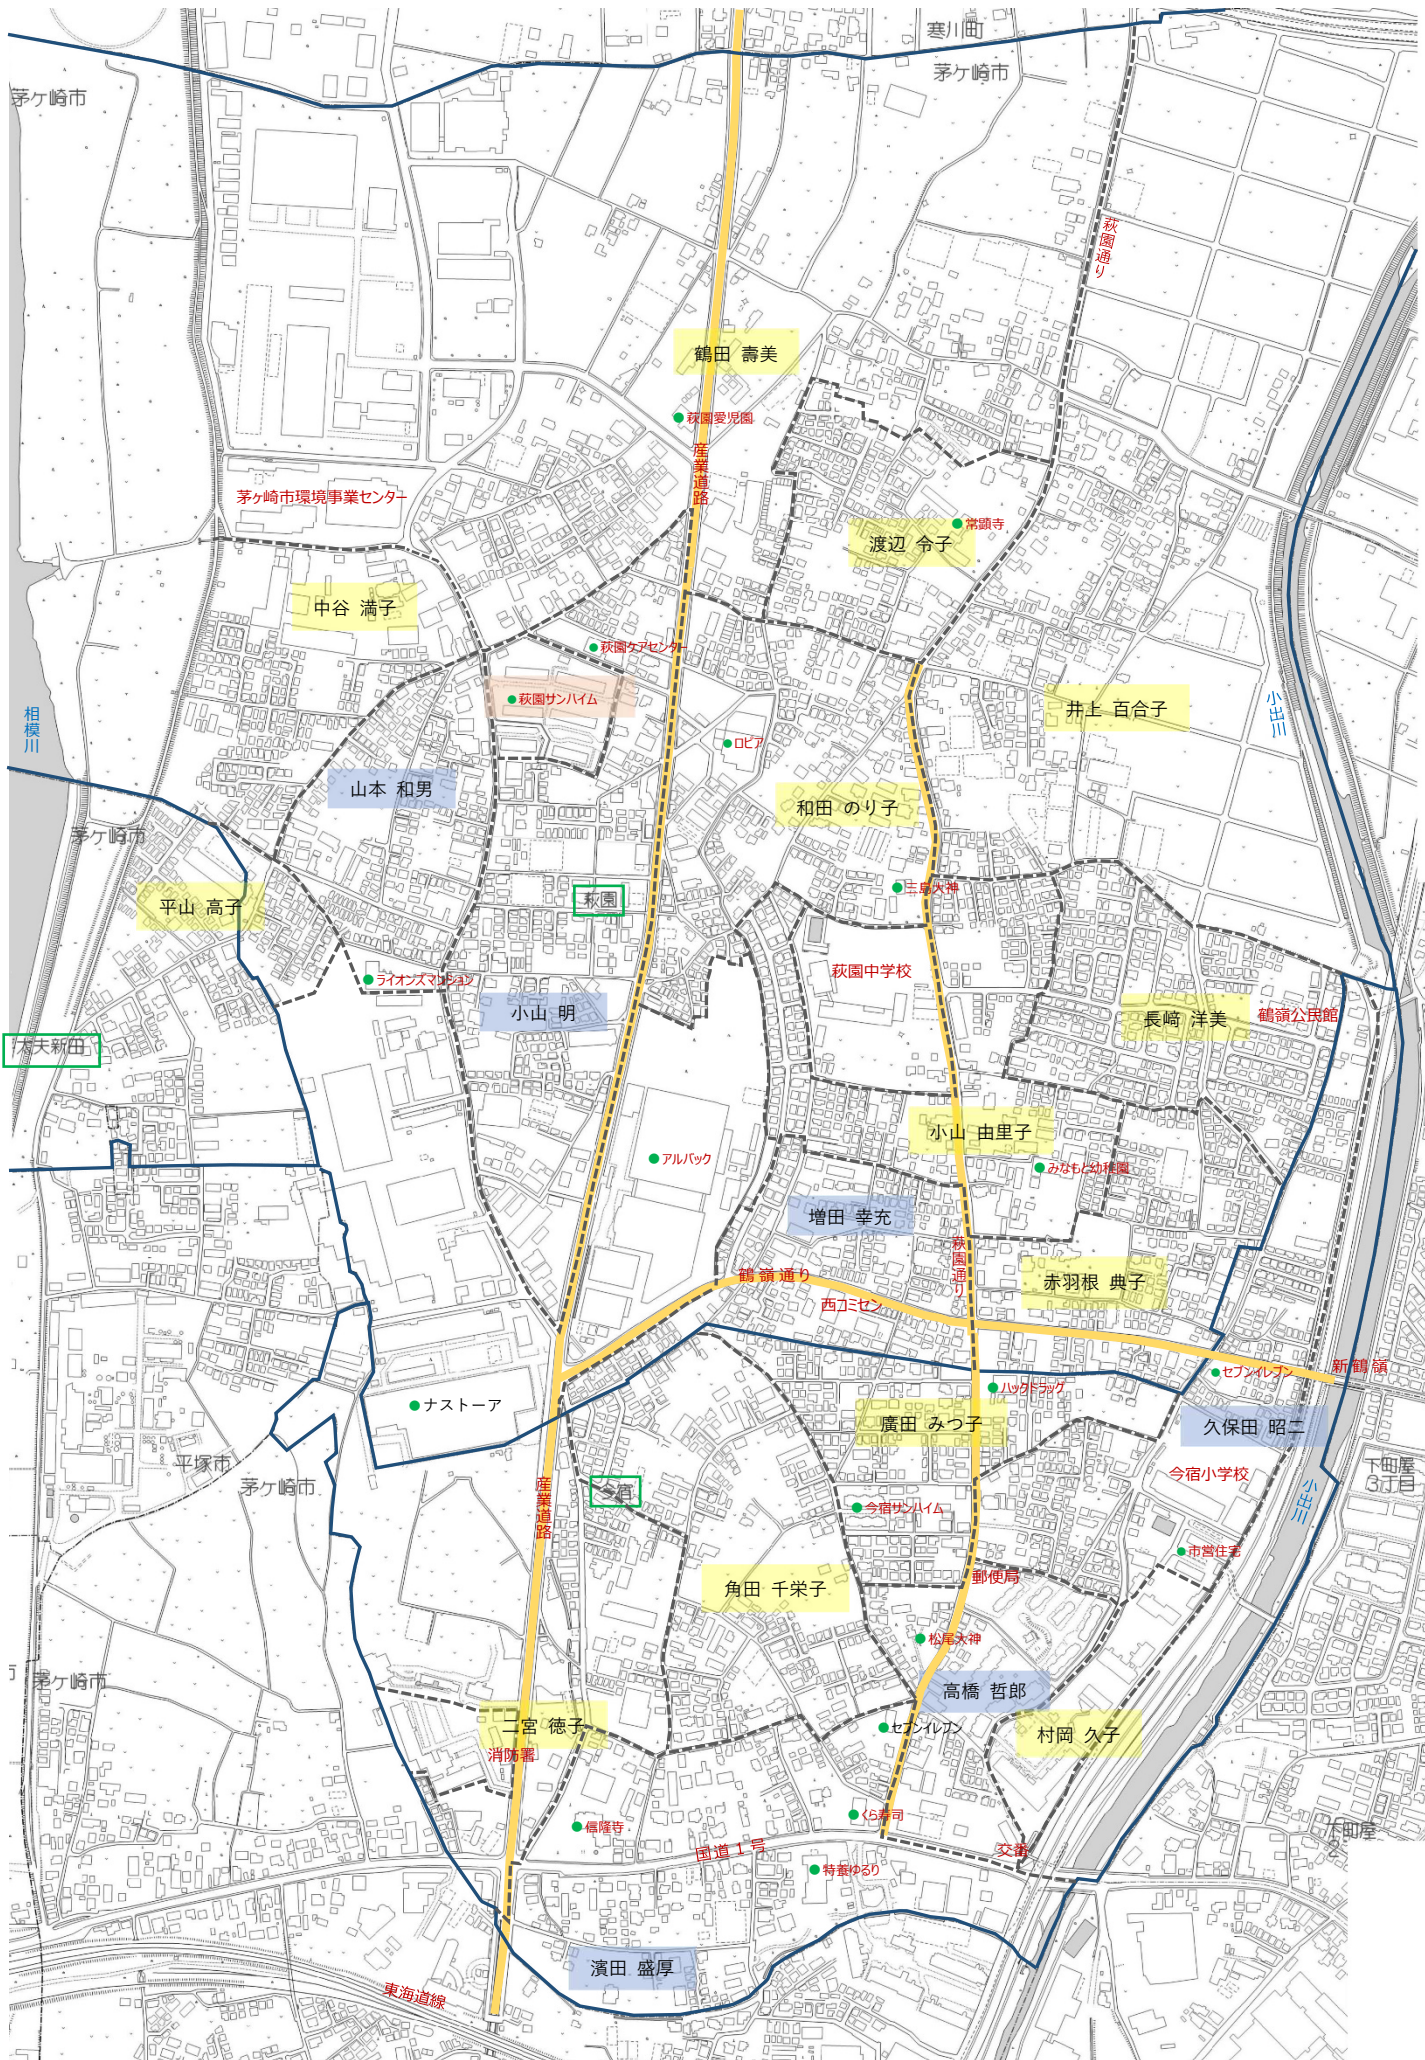 寒川町
茅ヶ崎市
茅ヶ崎市
萩園通り
鶴田 壽美
萩園愛児園
産業道路
茅ヶ崎市環境事業センター
常顕寺
渡辺 令子
中谷 満子
萩園ケアセンター
萩園サンハイム
相模川
井上 百合子
小出川
ロピア
山本 和男
和田 のり子
茅ヶ崎市
三島大神
平山 高子
萩園
萩園中学校
ライオンズマンション
小山 明
長﨑 洋美
鶴嶺公民館
大夫新田
小山 由里子
アルバック
みなもと幼稚園
増田 幸充
萩園通り
鶴嶺通り
赤羽根 典子
西コミセン
セブンイレブン
新鶴嶺
ハックドラッグ
ナストーア
廣田 みつ子
久保田 昭二
平塚市
茅ヶ崎市
今宿小学校
下町屋
3丁目
今宿
産業道路
今宿サンハイム
小出川
市営住宅
角田 千栄子
郵便局
松尾大神
茅ケ崎市
高橋 哲郎
二宮 徳子
セブンイレブン
村岡 久子
消防署
くら寿司
信隆寺
国道1号
交番
下町屋
特養ゆるり
濱田 盛厚
東海道線